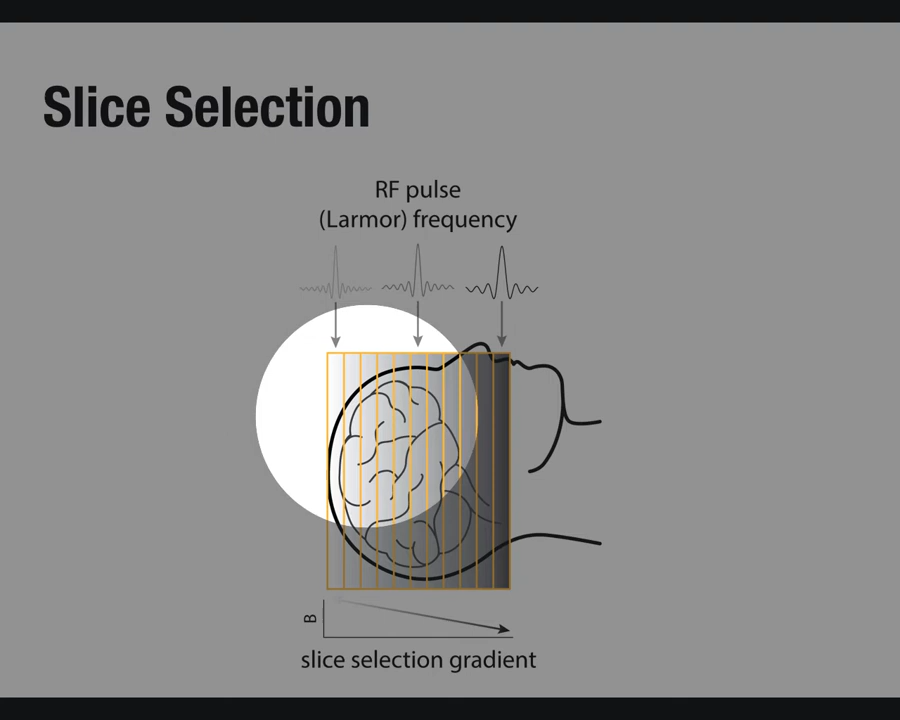 Slice Selection
RF pulse
(Larmor) frequency
B
slice selection gradient